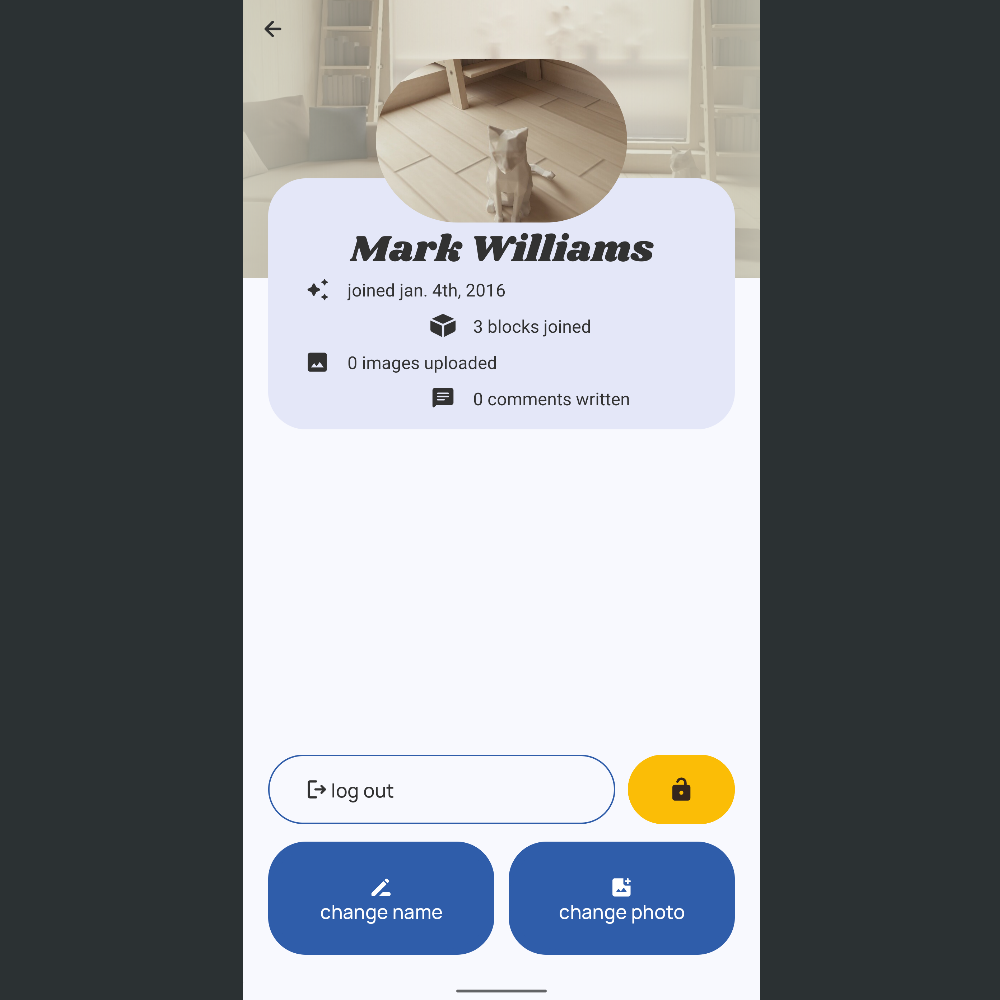 Mark Williams
joined jan. 4th, 2016
3 blocks joined
0 images uploaded
0 comments written
log out
change name
change photo